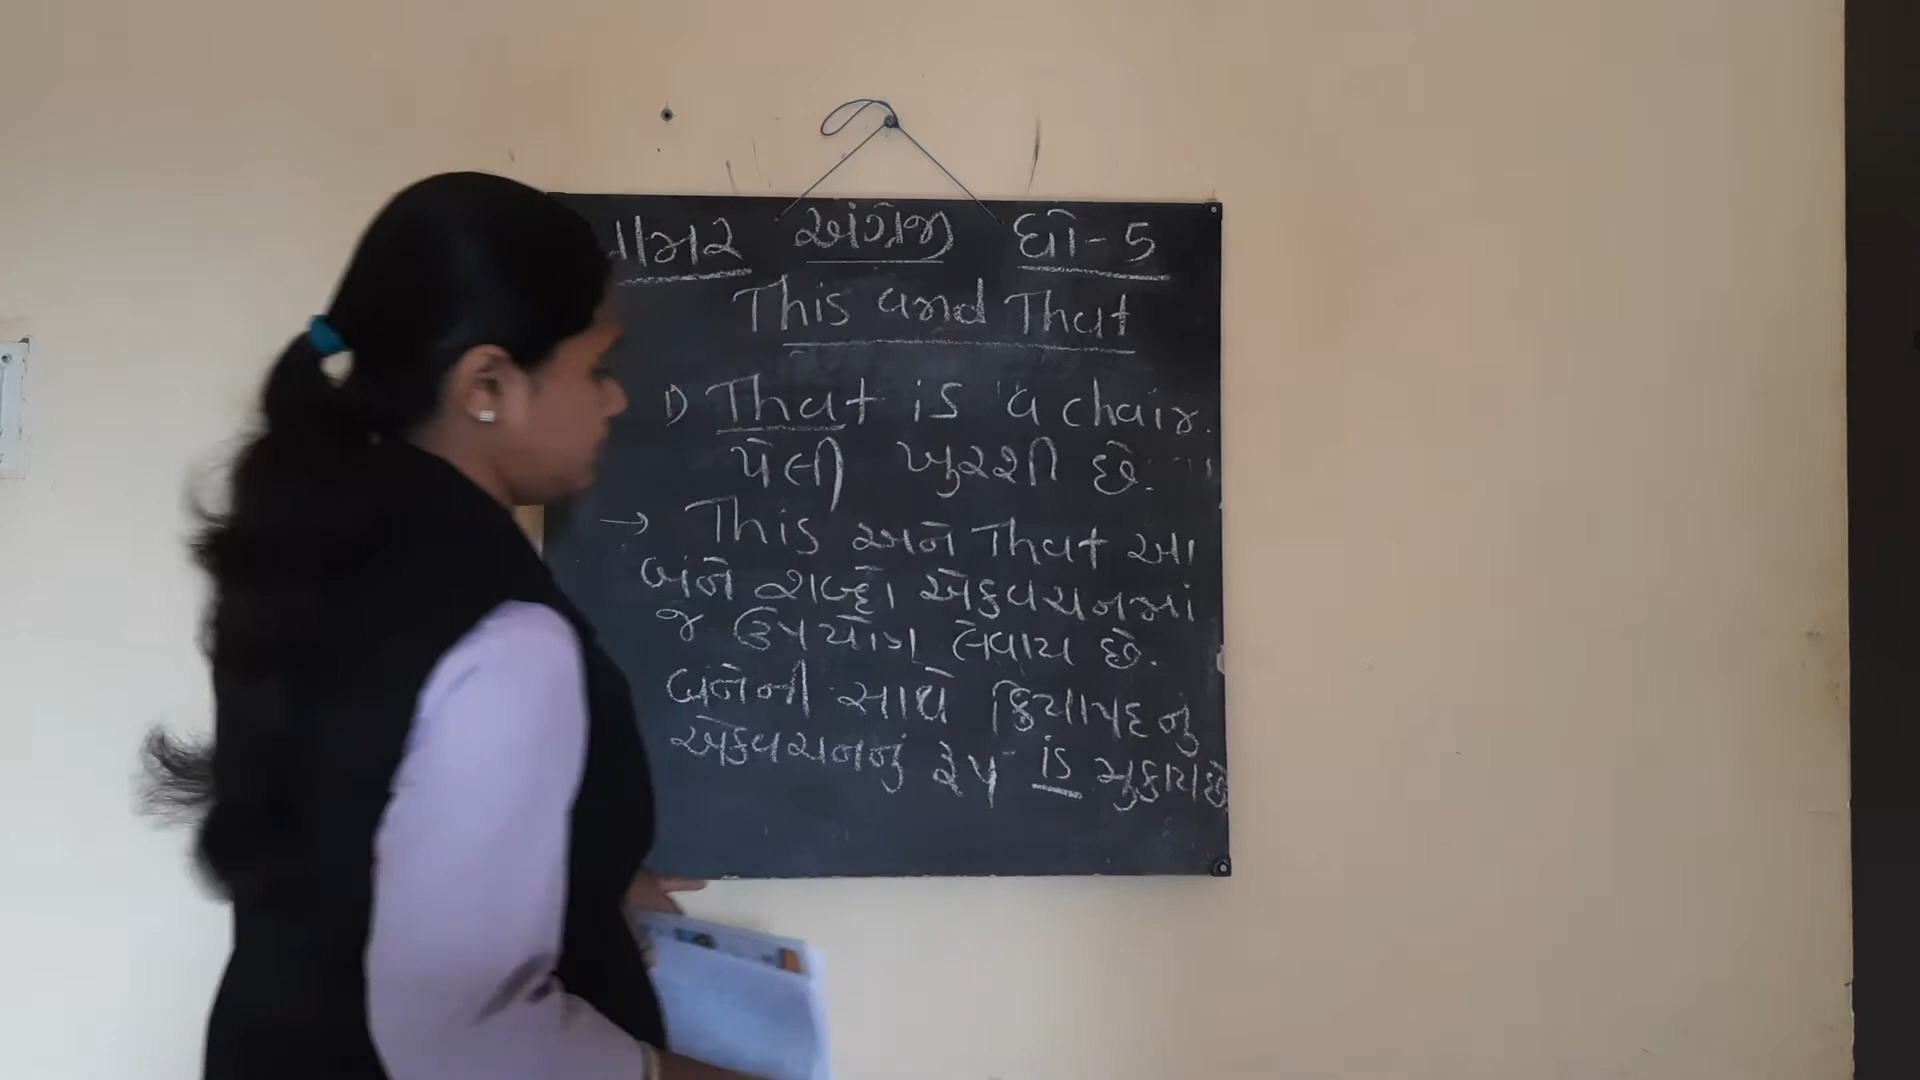 અંગ્રેજી ધો-5
This and That
1) That is a chair.
પેલી ખુરશી છે.
→ This અને That આ
બંને શબ્દો એકવચનમાં
જ ઉપયોગ લેવાય છે.
બંનેની સાથે ક્રિયાપદનું
એકવચનનું રૂપ is મુકાય છે